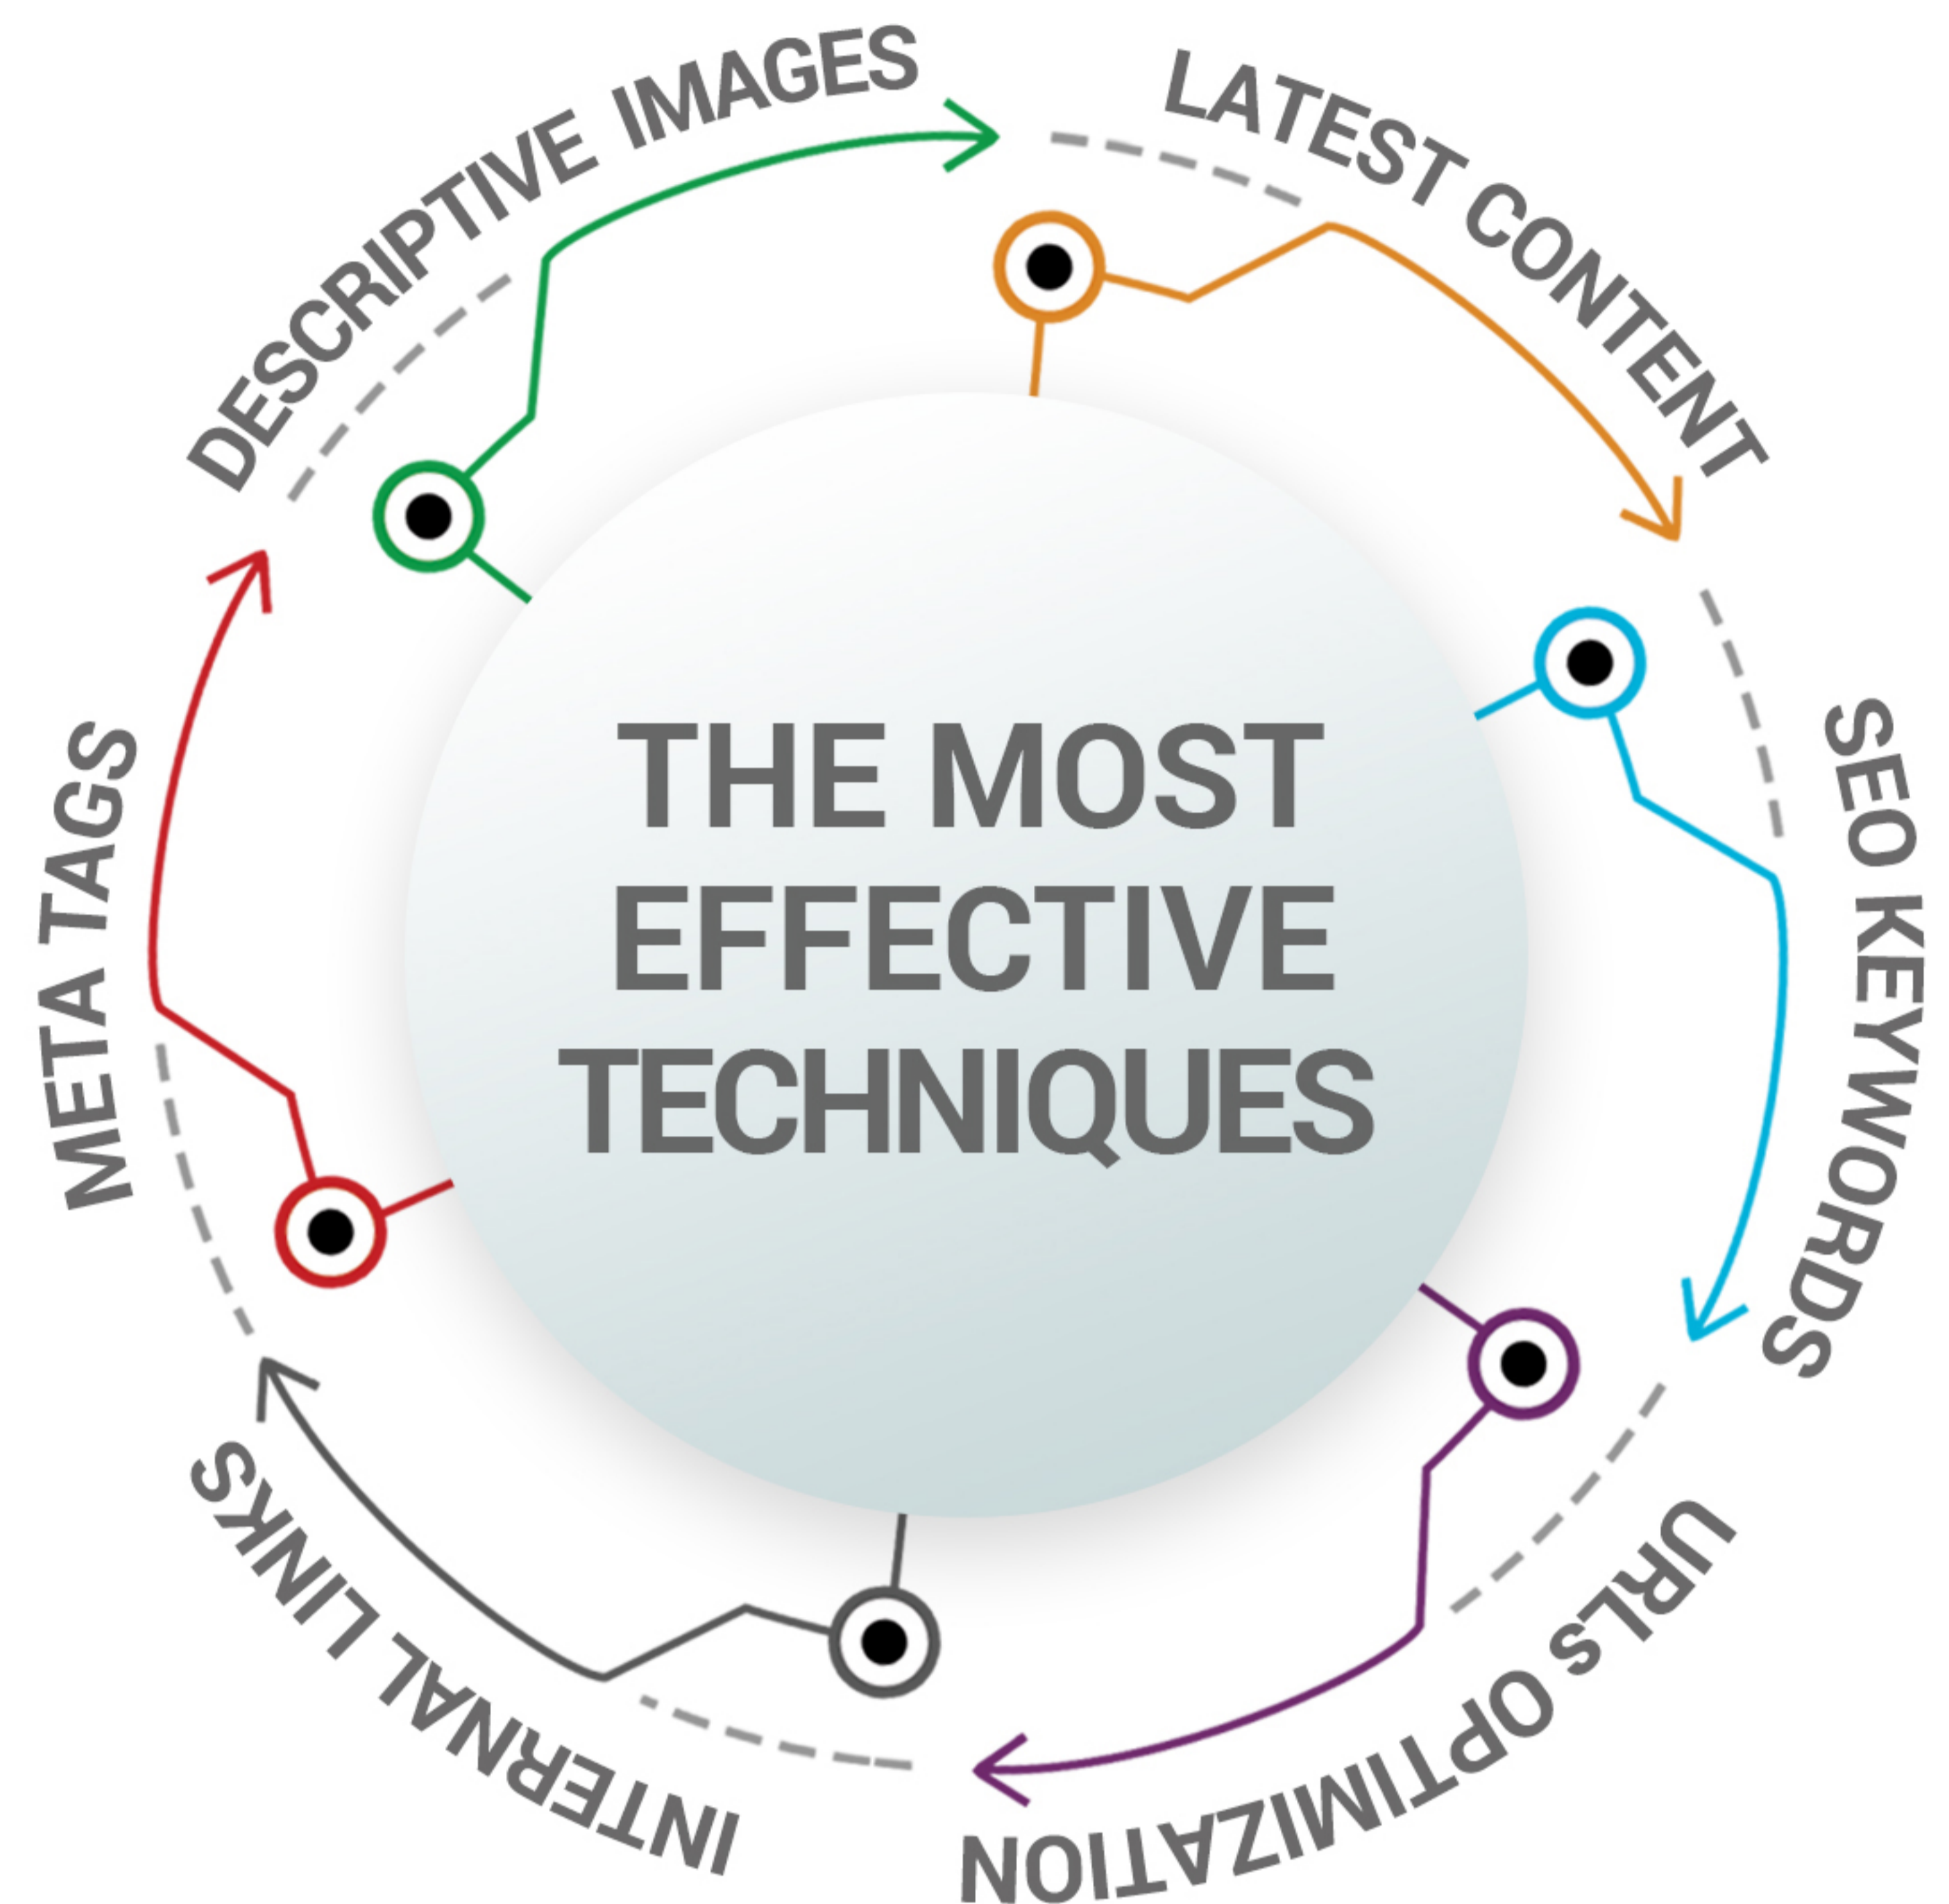 DESCRIPTIVE IMAGES
LATEST CONTENT
SEO KEYWORDS
URLs OPTIMIZATION
INTERNAL LINKS
META TAGS
THE MOST
EFFECTIVE
TECHNIQUES